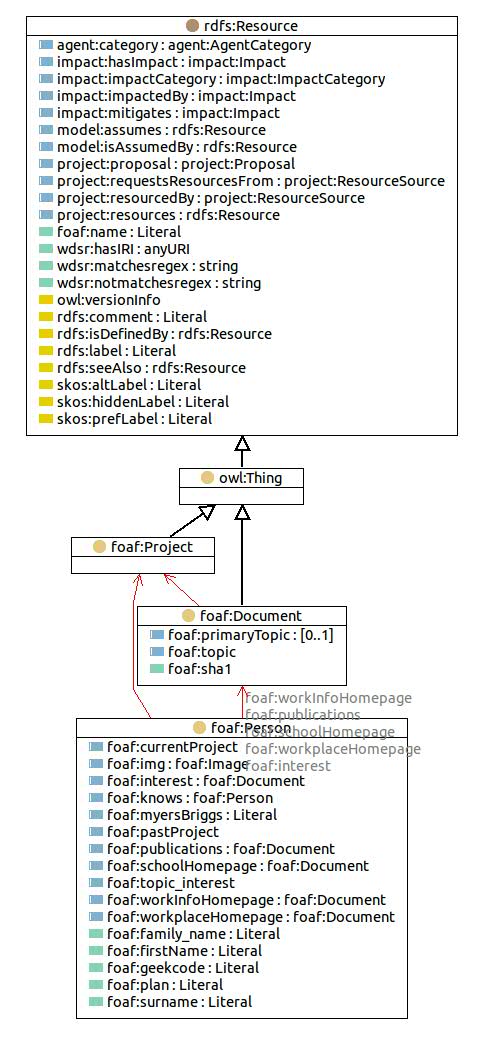 rdfs:Resource
agent:category : agent:AgentCategory
impact:hasImpact : impact:Impact
impact:impactCategory : impact:ImpactCategory
impact:impactedBy : impact:Impact
impact:mitigates : impact:Impact
model:assumes : rdfs:Resource
model:isAssumedBy : rdfs:Resource
project:proposal : project:Proposal
project:requestsResourcesFrom : project:ResourceSource
project:resourcedBy : project:ResourceSource
project:resources : rdfs:Resource
foaf:name : Literal
wdsr:hasIRI : anyURI
wdsr:matchesregex : string
wdsr:notmatchesregex : string
owl:versionInfo
rdfs:comment : Literal
rdfs:isDefinedBy : rdfs:Resource
rdfs:label : Literal
rdfs:seeAlso : rdfs:Resource
skos:altLabel : Literal
skos:hiddenLabel : Literal
skos:prefLabel : Literal
owl:Thing
foaf:Project
foaf:Document
foaf:primaryTopic : [0..1]
foaf:topic
foaf:sha1
foaf:workInfoHomepage
foaf:publications
foaf:schoolHomepage
foaf:workplaceHomepage
foaf:interest
foaf:Person
foaf:currentProject
foaf:img : foaf:Image
foaf:interest : foaf:Document
foaf:knows : foaf:Person
foaf:myersBriggs : Literal
foaf:pastProject
foaf:publications : foaf:Document
foaf:schoolHomepage : foaf:Document
foaf:topic_interest
foaf:workInfoHomepage : foaf:Document
foaf:workplaceHomepage : foaf:Document
foaf:family_name : Literal
foaf:firstName : Literal
foaf:geekcode : Literal
foaf:plan : Literal
foaf:surname : Literal